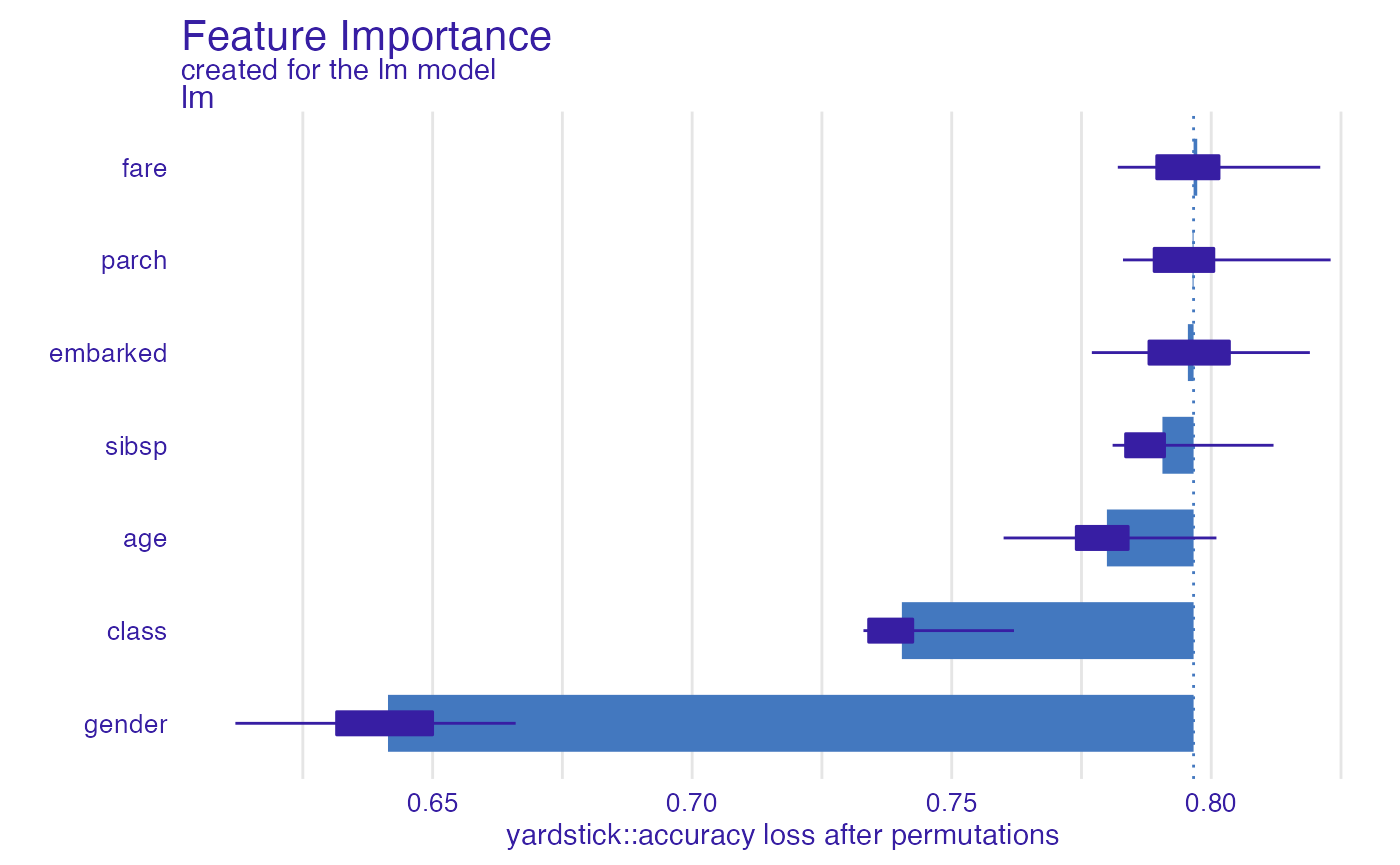 Feature Importance
created for the lm model
lm
fare
parch
embarked
sibsp
age
class
gender
0.65 0.70 0.75 0.80
yardstick::accuracy loss after permutations